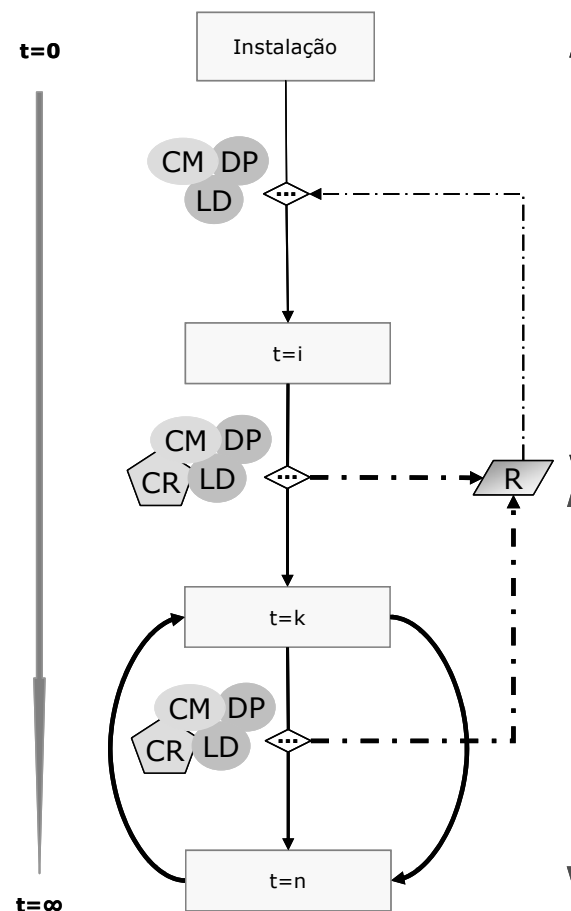 t=0
Instalação
CM DP
...
LD
t=i
CM DP
CR LD
...
R
t=k
CM DP
CR LD
...
t=n
t=∞